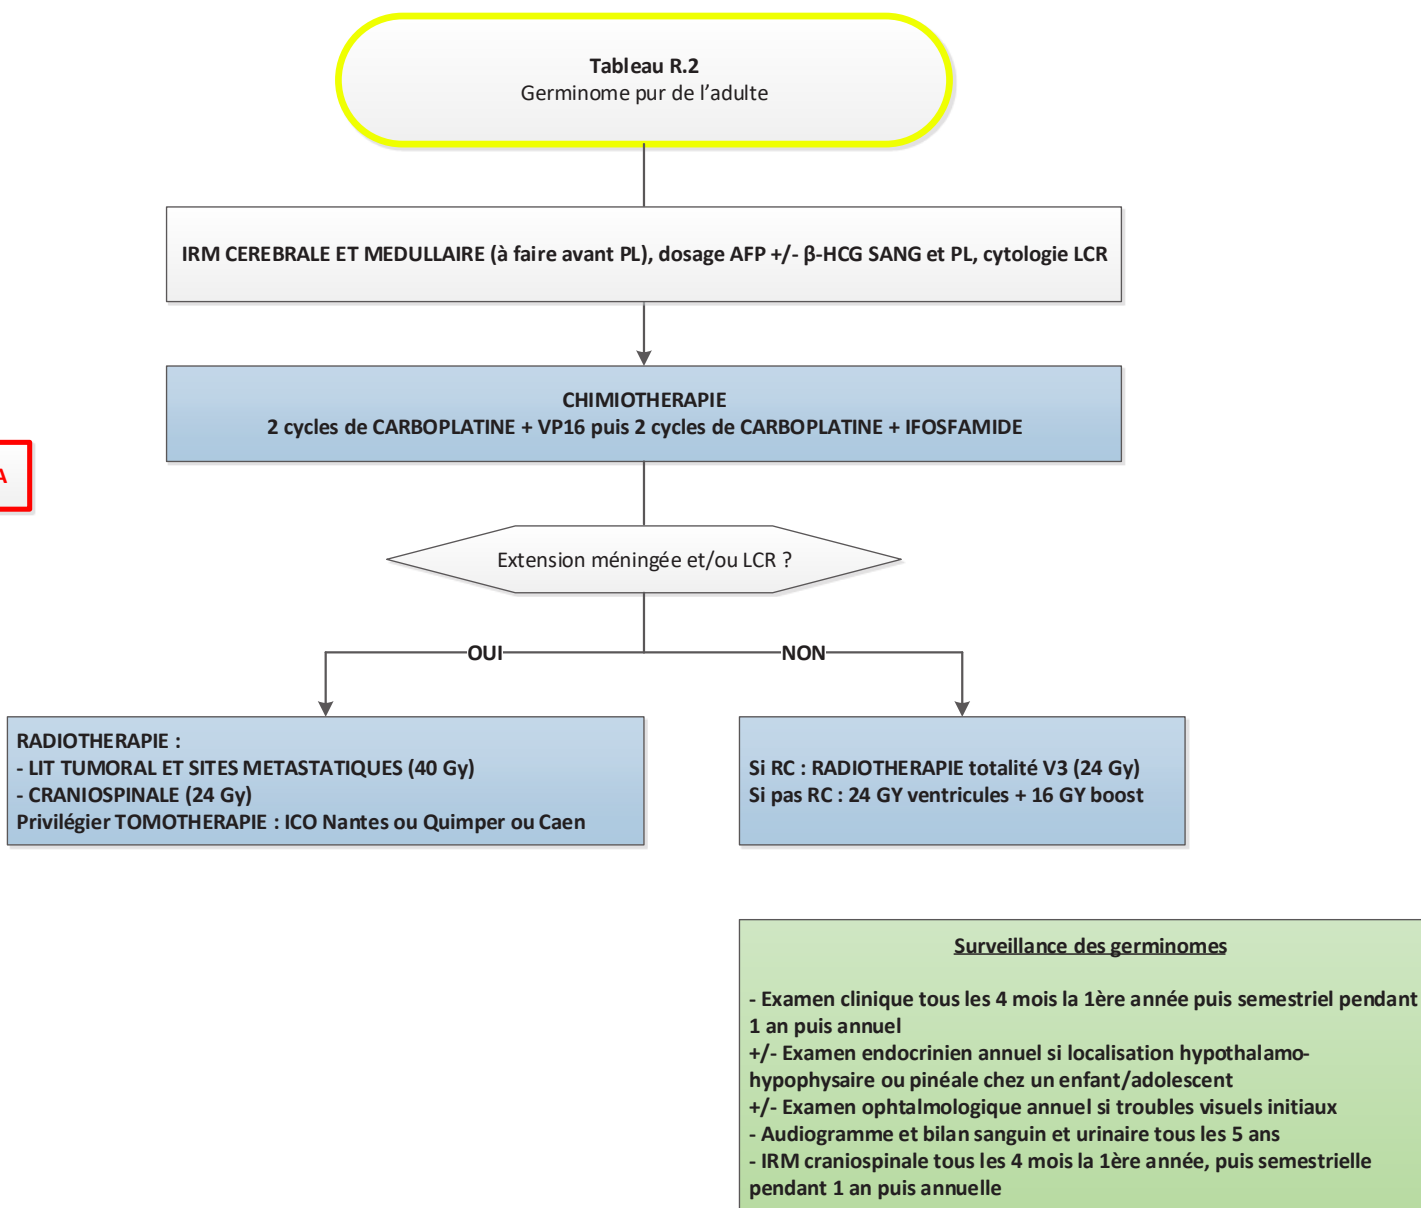 Tableau R.2
Germinome pur de l’adulte
IRM CEREBRALE ET MEDULLAIRE (à faire avant PL), dosage AFP +/- β-HCG SANG et PL, cytologie LCR
CHIMIOTHERAPIE
2 cycles de CARBOPLATINE + VP16 puis 2 cycles de CARBOPLATINE + IFOSFAMIDE
A
Extension méningée et/ou LCR ?
OUI
NON
RADIOTHERAPIE :
- LIT TUMORAL ET SITES METASTATIQUES (40 Gy)
- CRANIOSPINALE (24 Gy)
Privilégier TOMOTHERAPIE : ICO Nantes ou Quimper ou Caen
Si RC : RADIOTHERAPIE totalité V3 (24 Gy)
Si pas RC : 24 GY ventricules + 16 GY boost
Surveillance des germinomes
- Examen clinique tous les 4 mois la 1ère année puis semestriel pendant
1 an puis annuel
+/- Examen endocrinien annuel si localisation hypothalamo-
hypophysaire ou pinéale chez un enfant/adolescent
+/- Examen ophtalmologique annuel si troubles visuels initiaux
- Audiogramme et bilan sanguin et urinaire tous les 5 ans
- IRM craniospinale tous les 4 mois la 1ère année, puis semestrielle
pendant 1 an puis annuelle